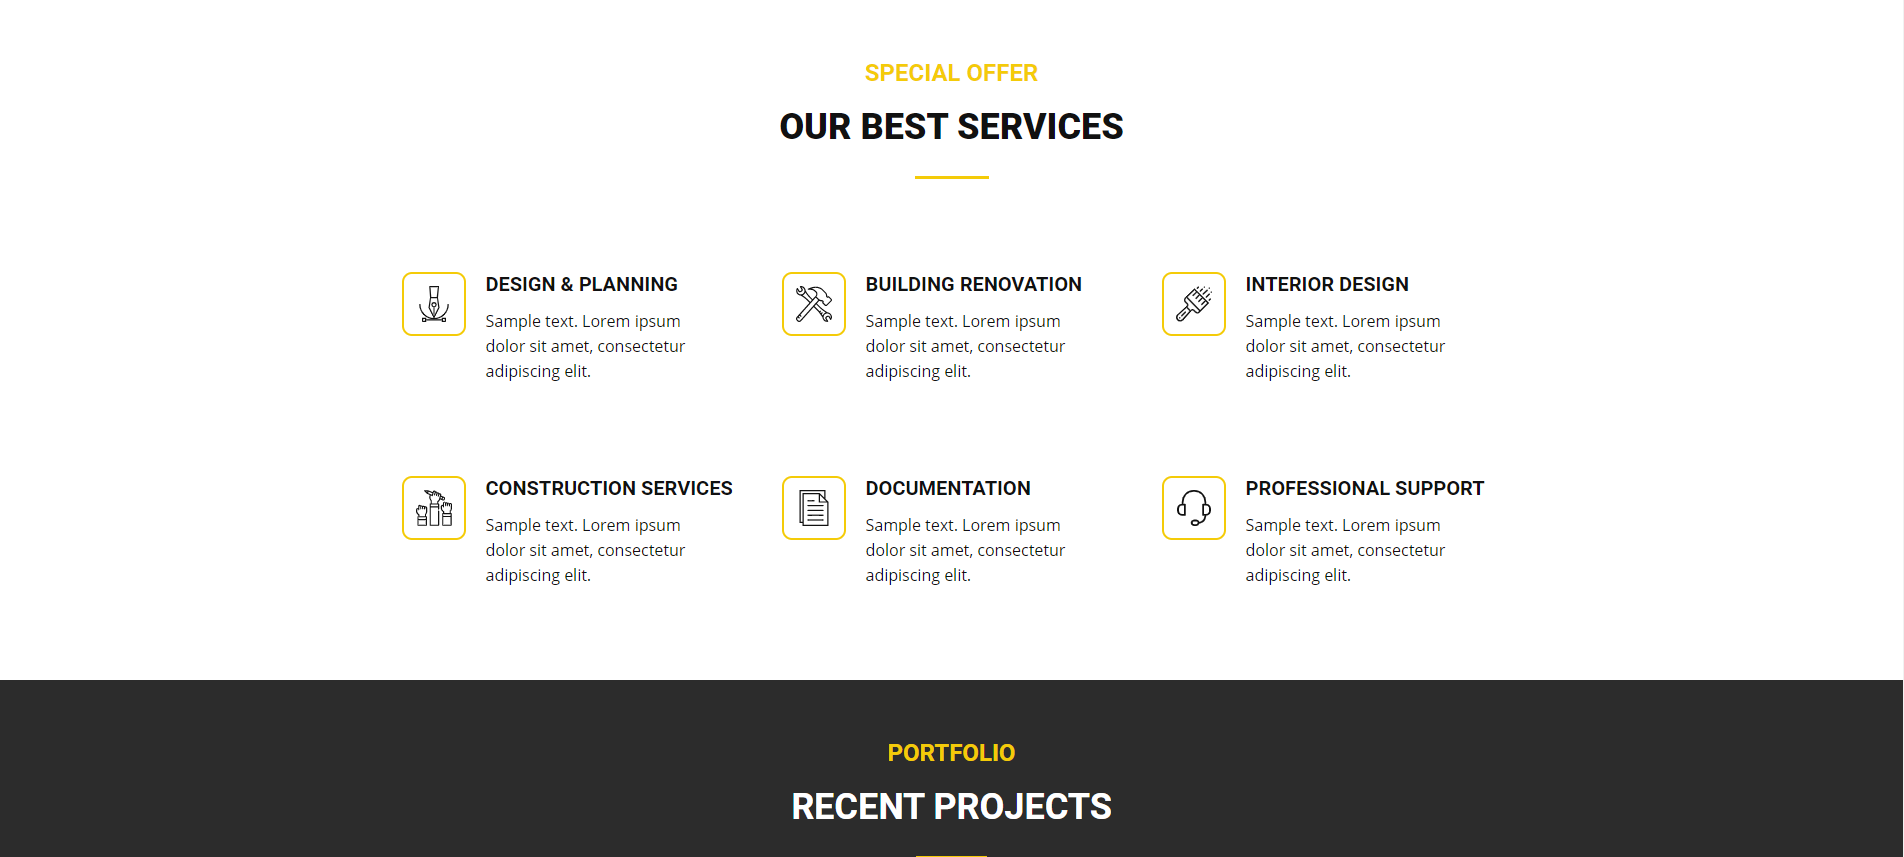 SPECIAL OFFER
OUR BEST SERVICES
DESIGN & PLANNING
Sample text. Lorem ipsum
dolor sit amet, consectetur
adipiscing elit.
BUILDING RENOVATION
Sample text. Lorem ipsum
dolor sit amet, consectetur
adipiscing elit.
INTERIOR DESIGN
Sample text. Lorem ipsum
dolor sit amet, consectetur
adipiscing elit.
CONSTRUCTION SERVICES
Sample text. Lorem ipsum
dolor sit amet, consectetur
adipiscing elit.
DOCUMENTATION
Sample text. Lorem ipsum
dolor sit amet, consectetur
adipiscing elit.
PROFESSIONAL SUPPORT
Sample text. Lorem ipsum
dolor sit amet, consectetur
adipiscing elit.
PORTFOLIO
RECENT PROJECTS